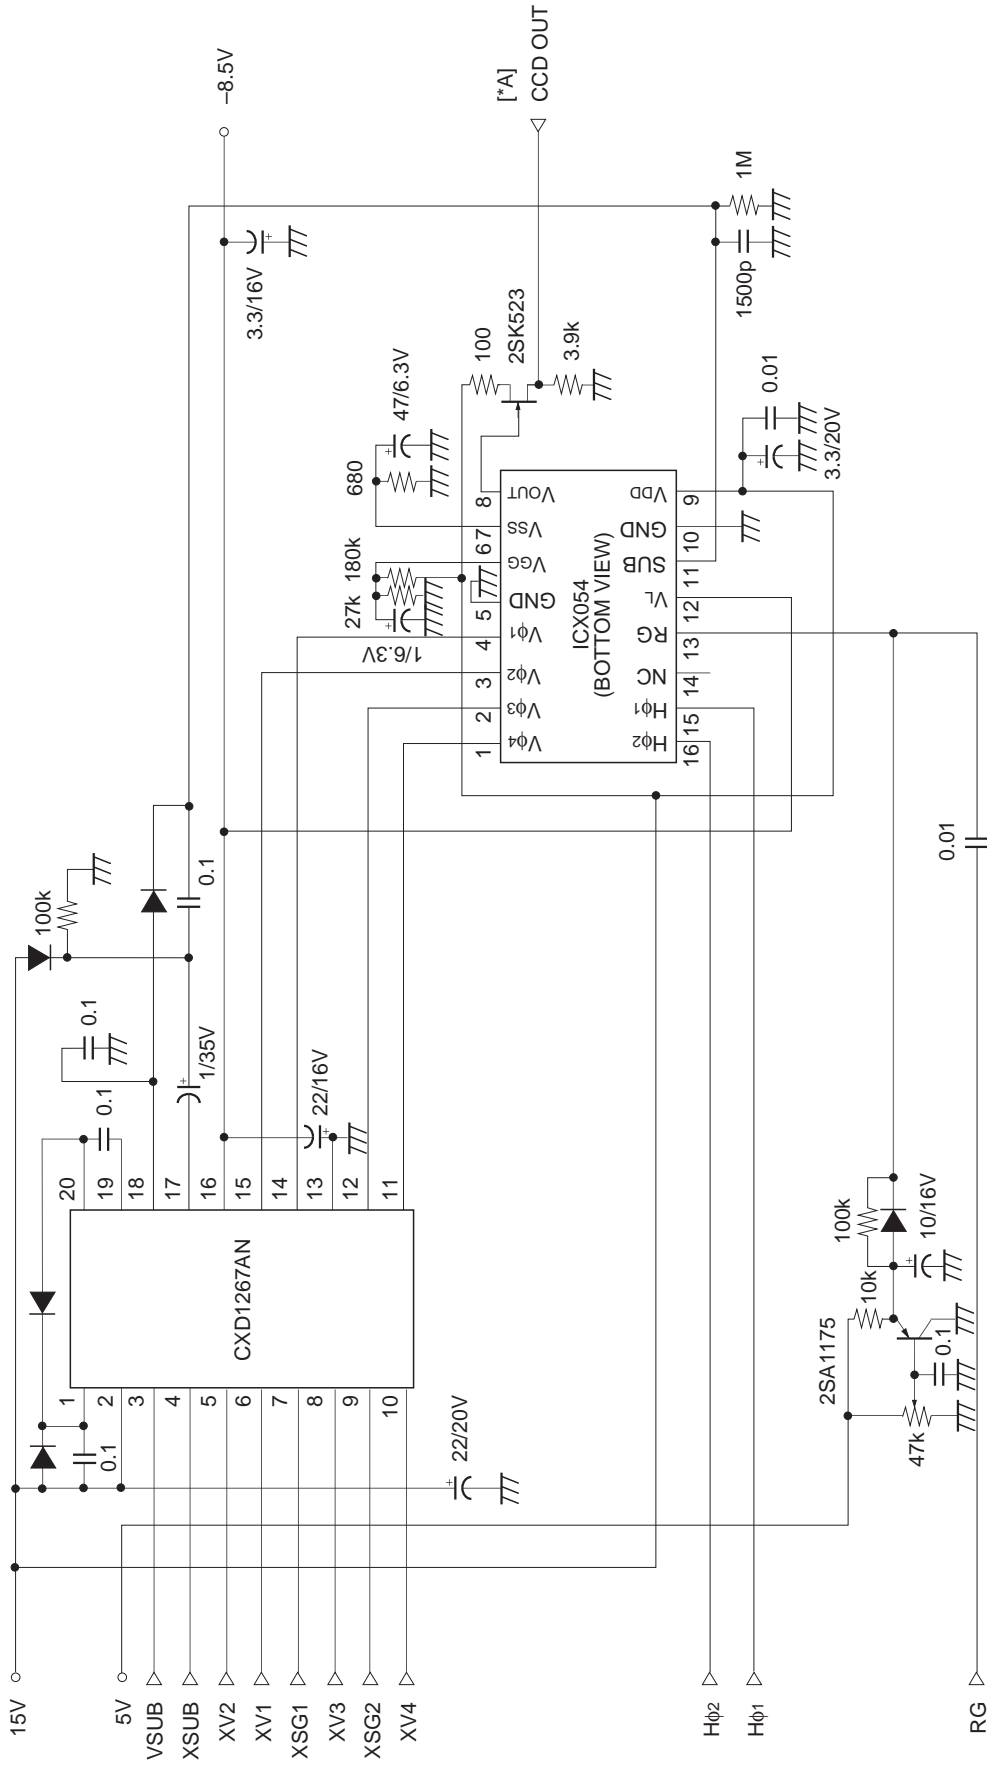 15V
5V
VSUB
XSUB
XV2
XV1
XSG1
XV3
XSG2
XV4
Hϕ2
Hϕ1
RG
22/20V
0.1
1
2
3
4
5
6
7
8
9
10
CXD1267AN
20
19
18
17
16
15
14
13
12
11
0.1
0.1
1/35V
22/16V
100k
0.1
–8.5V
3.3/16V
[*A]
CCD OUT
47/6.3V
680
27k
180k
1/6.3V
100
2SK523
3.9k
1
2
3
4
5
6
7
8
Vϕ4
Vϕ3
Vϕ2
Vϕ1
GND
VGG
VSS
VOUT
ICX054
(BOTTOM VIEW)
Hϕ2
Hϕ1
NC
RG
VL
SUB
GND
VDD
16
15
14
13
12
11
10
9
1500p
1M
0.01
3.3/20V
2SA1175
47k
0.1
10k
100k
10/16V
0.01